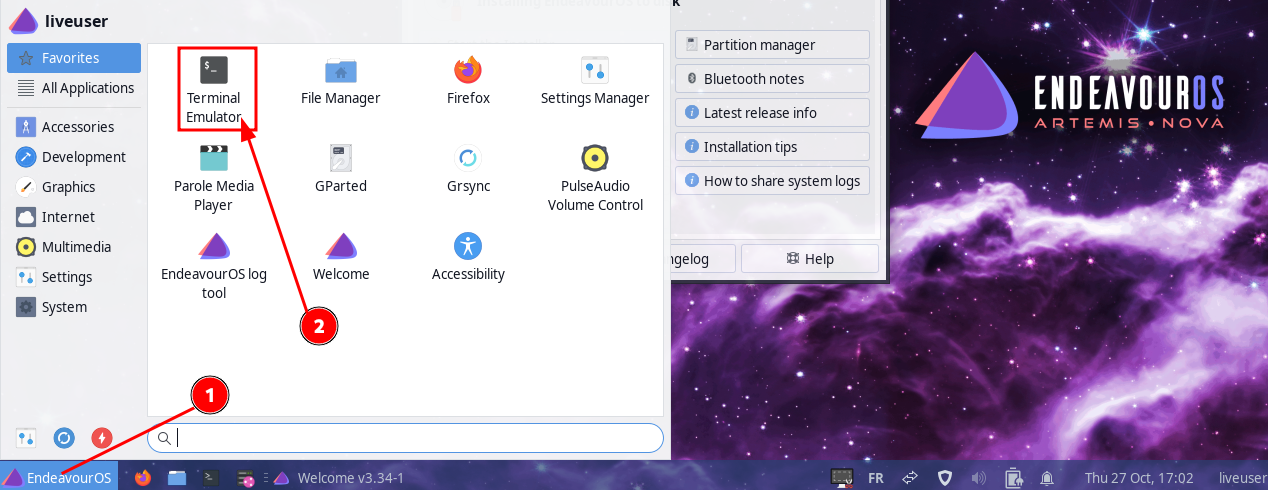 liveuser
Favorites
All Applications
Accessories
Development
Graphics
Internet
Multimedia
Settings
System
$_
Terminal
Emulator
File Manager
Firefox
Settings Manager
Parole Media
Player
GParted
Grsync
PulseAudio
Volume Control
EndeavourOS log
tool
Welcome
Accessibility
2
1
Partition manager
Bluetooth notes
Latest release info
Installation tips
How to share system logs
ngelog
Help
ENDEAVOUROS
ARTEMIS • NOVA
EndeavourOS
Welcome v3.34-1
FR
Thu 27 Oct, 17:02
liveuser